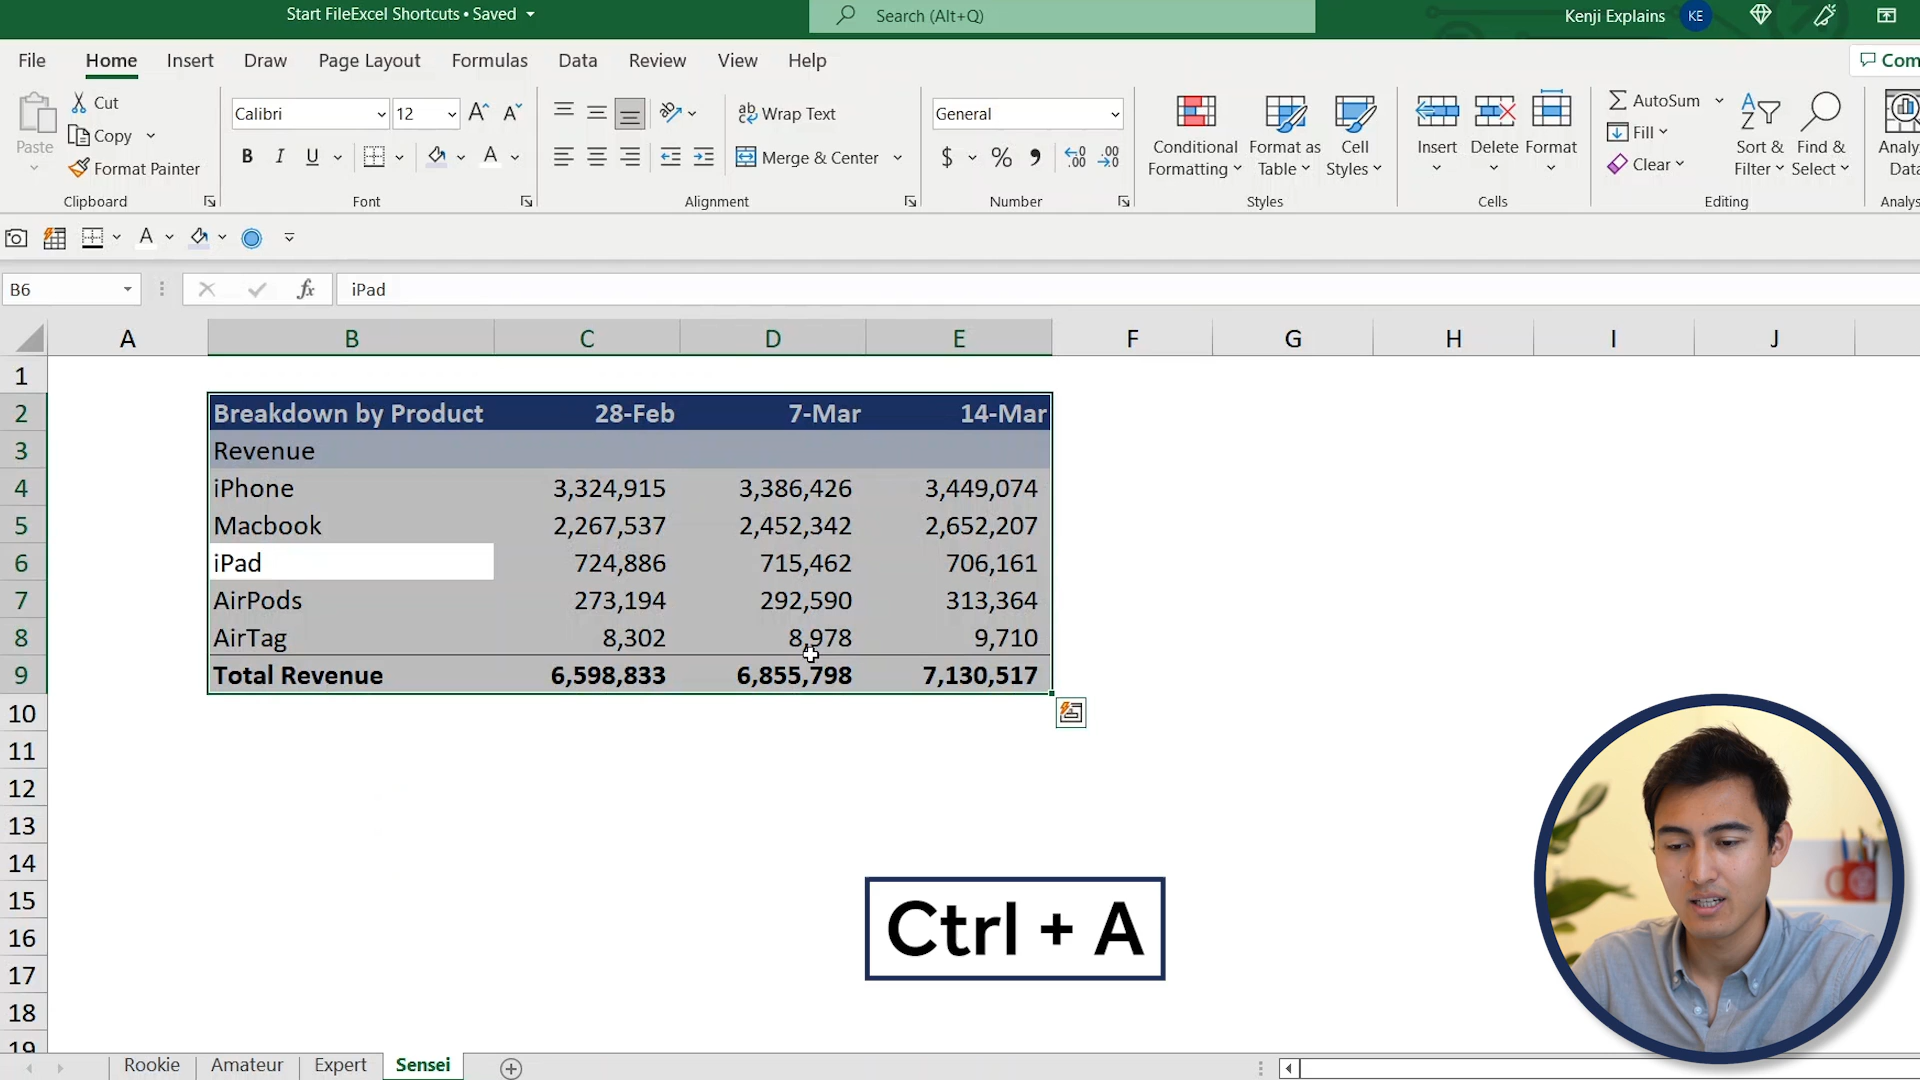 Start FileExcel Shortcuts • Saved
Search (Alt+Q)
Kenji Explains KE
File Home Insert Draw Page Layout Formulas Data Review View Help
Com
Paste
Cut
Copy
Format Painter
Clipboard
Calibri 12
B I U
Font
Wrap Text
Merge & Center
Alignment
General
$ % ,
Number
Conditional Formatting
Format as Table
Cell Styles
Styles
Insert Delete Format
Cells
AutoSum
Fill
Clear
Sort & Filter
Find & Select
Editing
Analy
Data
Analys
B6 fx iPad
A B C D E F G H I J
1
2 Breakdown by Product 28-Feb 7-Mar 14-Mar
3 Revenue
4 iPhone 3,324,915 3,386,426 3,449,074
5 Macbook 2,267,537 2,452,342 2,652,207
6 iPad 724,886 715,462 706,161
7 AirPods 273,194 292,590 313,364
8 AirTag 8,302 8,978 9,710
9 Total Revenue 6,598,833 6,855,798 7,130,517
10
11
12
13
14
15
16
17
18
19
Ctrl + A
Rookie Amateur Expert Sensei